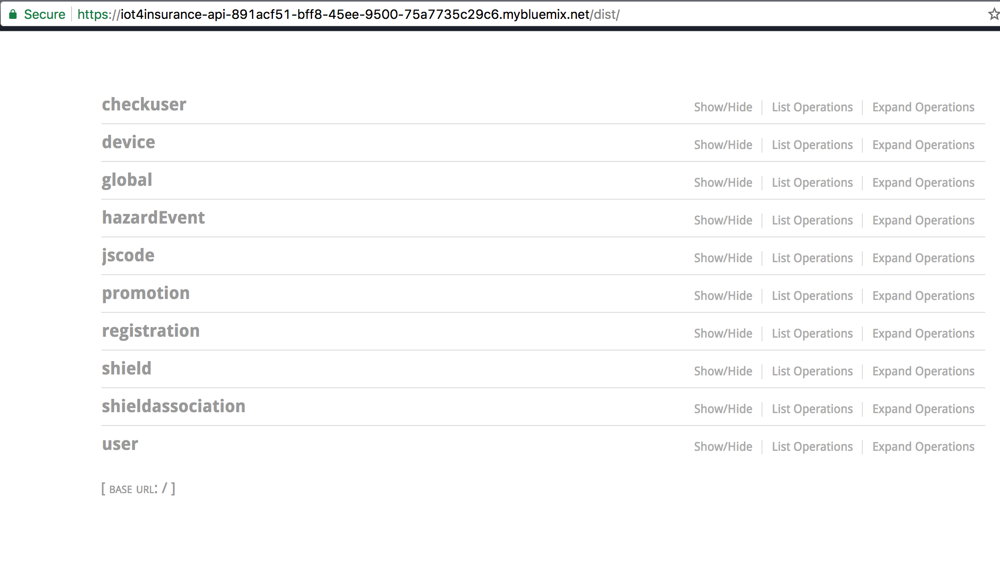 Secure https://iot4insurance-api-891acf51-bff8-45ee-9500-75a7735c29c6.mybluemix.net/dist/
checkuser Show/Hide List Operations Expand Operations
device Show/Hide List Operations Expand Operations
global Show/Hide List Operations Expand Operations
hazardEvent Show/Hide List Operations Expand Operations
jscode Show/Hide List Operations Expand Operations
promotion Show/Hide List Operations Expand Operations
registration Show/Hide List Operations Expand Operations
shield Show/Hide List Operations Expand Operations
shieldassociation Show/Hide List Operations Expand Operations
user Show/Hide List Operations Expand Operations
[ BASE URL: / ]